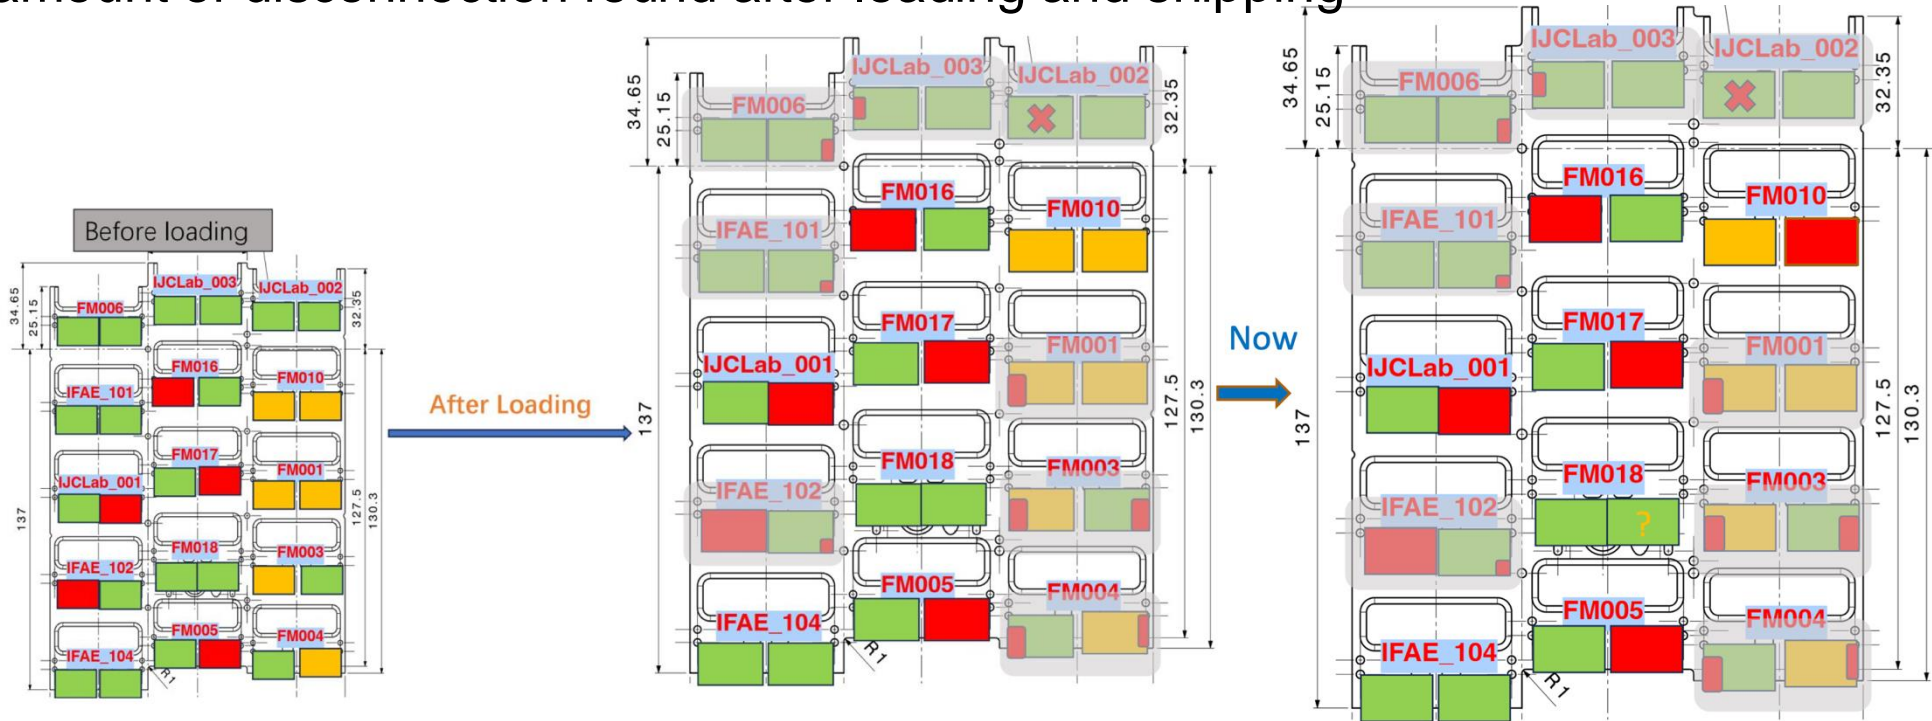 amount of disconnection found after loading and shipping
Before loading
34.65
25.15
32.35
FM006
IJCLab_003
IJCLab_002
FM016
FM010
IFAE_101
FM017
FM001
IJCLab_001
137
127.5
130.3
FM018
FM003
IFAE_102
FM005
FM004
IFAE_104
R1
After Loading
34.65
25.15
32.35
FM006
IJCLab_003
IJCLab_002
FM016
FM010
IFAE_101
FM017
FM001
IJCLab_001
137
127.5
130.3
FM018
FM003
IFAE_102
FM005
FM004
IFAE_104
R1
Now
34.65
25.15
32.35
FM006
IJCLab_003
IJCLab_002
FM016
FM010
IFAE_101
FM017
FM001
IJCLab_001
137
127.5
130.3
FM018
?
FM003
IFAE_102
FM005
FM004
IFAE_104
R1